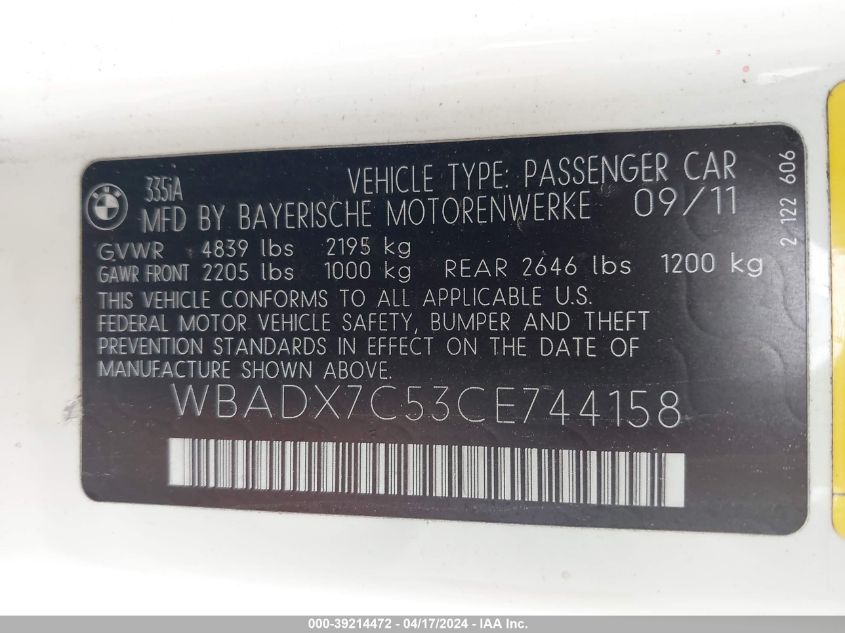 BMW
335iA
VEHICLE TYPE: PASSENGER CAR
MFD BY BAYERISCHE MOTORENWERKE 09/11
GVWR 4839 lbs 2195 kg
GAWR FRONT 2205 lbs 1000 kg REAR 2646 lbs 1200 kg
THIS VEHICLE CONFORMS TO ALL APPLICABLE U.S.
FEDERAL MOTOR VEHICLE SAFETY, BUMPER AND THEFT
PREVENTION STANDARDS IN EFFECT ON THE DATE OF
MANUFACTURE SHOWN ABOVE.
WBADX7C53CE744158
2 122 606
000-39214472 - 04/17/2024 - IAA Inc.